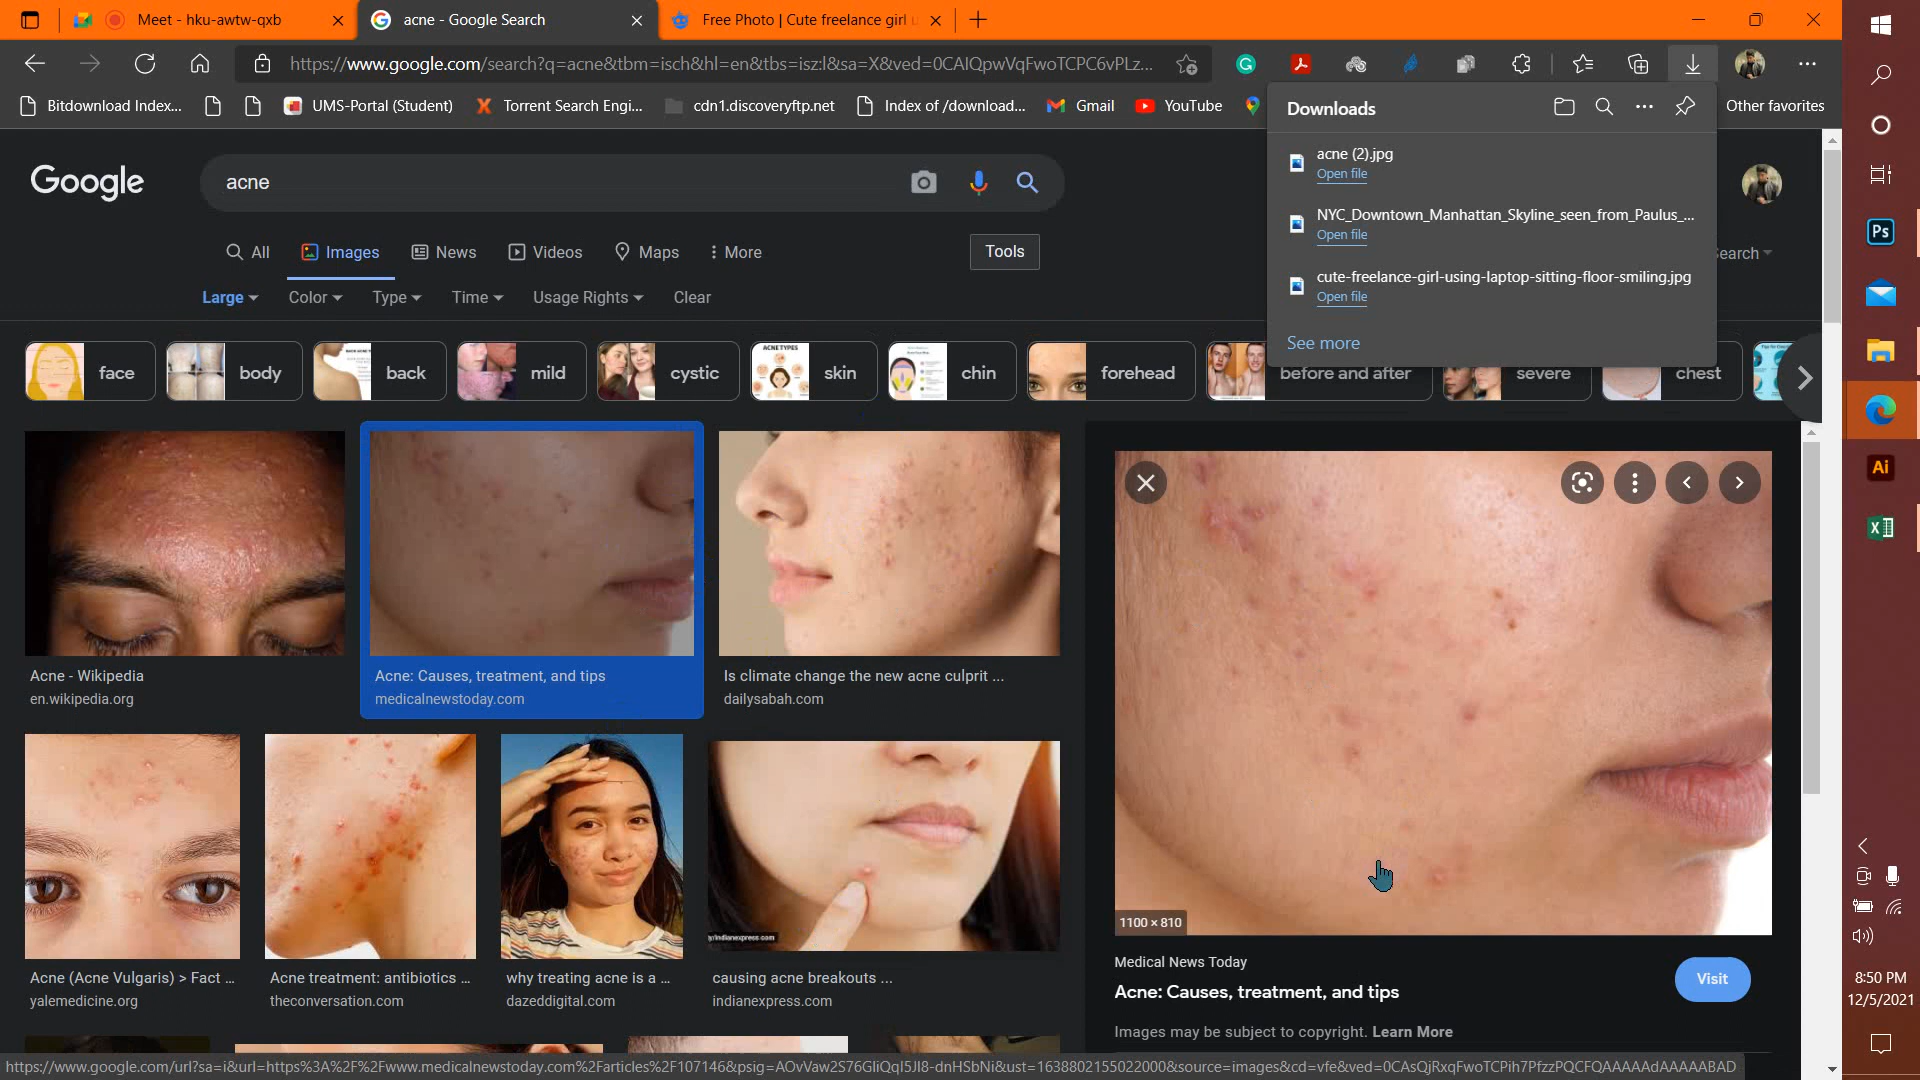 Meet - hku-awtw-qxb
acne - Google Search
Free Photo | Cute freelance girl
https://www.google.com/search?q=acne&tbm=isch&hl=en&tbs=isz:l&sa=X&ved=0CAIQpwVqFwoTCPC6vPLz...
Bitdownload Index...
UMS-Portal (Student)
Torrent Search Engi...
cdn1.discoveryftp.net
Index of /download...
Gmail
YouTube
Other favorites
Downloads
acne (2).jpg
Open file
NYC_Downtown_Manhattan_Skyline_seen_from_Paulus_...
Open file
cute-freelance-girl-using-laptop-sitting-floor-smiling.jpg
Open file
See more
Google
acne
All
Images
News
Videos
Maps
More
Tools
Search
Large
Color
Type
Time
Usage Rights
Clear
face
body
back
mild
cystic
ACNE TYPES
skin
chin
forehead
before and after
severe
chest
Acne - Wikipedia
en.wikipedia.org
Acne: Causes, treatment, and tips
medicalnewstoday.com
Is climate change the new acne culprit ...
dailysabah.com
Acne (Acne Vulgaris) > Fact ...
yalemedicine.org
Acne treatment: antibiotics ...
theconversation.com
why treating acne is a ...
dazeddigital.com
causing acne breakouts ...
indianexpress.com
1100 × 810
Medical News Today
Acne: Causes, treatment, and tips
Visit
Images may be subject to copyright. Learn More
https://www.google.com/url?sa=i&url=https%3A%2F%2Fwww.medicalnewstoday.com%2Farticles%2F107146&psig=AOvVaw2S76GliQqI5JI8-dnHSbNi&ust=1638802155022000&source=images&cd=vfe&ved=0CAsQjRxqFwoTCPih7PfzzPQCFQAAAAAdAAAAABAD
Ps
Ai
8:50 PM
12/5/2021